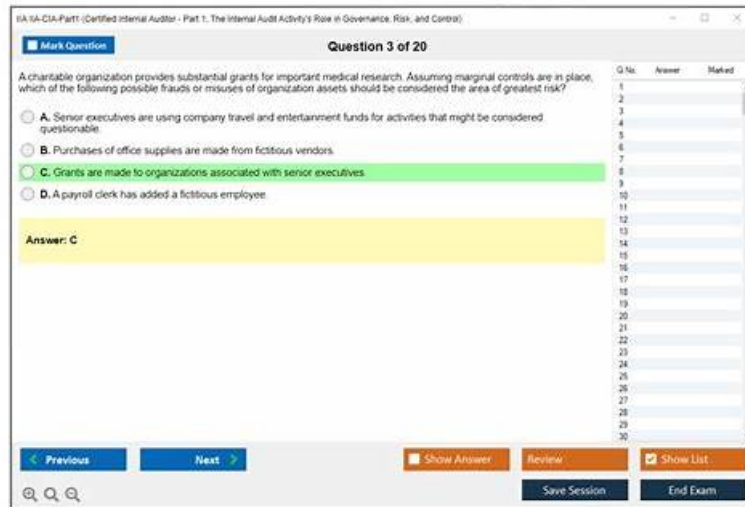 IIA IIA-CIA-Part1 (Certified Internal Auditor - Part 1, The Internal Audit Activity's Role in Governance, Risk, and Control)
Mark Question
Question 3 of 20
A charitable organization provides substantial grants for important medical research. Assuming marginal controls are in place,
which of the following possible frauds or misuses of organization assets should be considered the area of greatest risk?
A. Senior executives are using company travel and entertainment funds for activities that might be considered
questionable.
B. Purchases of office supplies are made from fictitious vendors.
C. Grants are made to organizations associated with senior executives.
D. A payroll clerk has added a fictitious employee.
Answer: C
Q No. Answer Marked
1
2
3
4
5
6
7
8
9
10
11
12
13
14
15
16
17
18
19
20
21
22
23
24
25
26
27
28
29
30
Previous
Next
Show Answer
Review
Show List
Save Session
End Exam